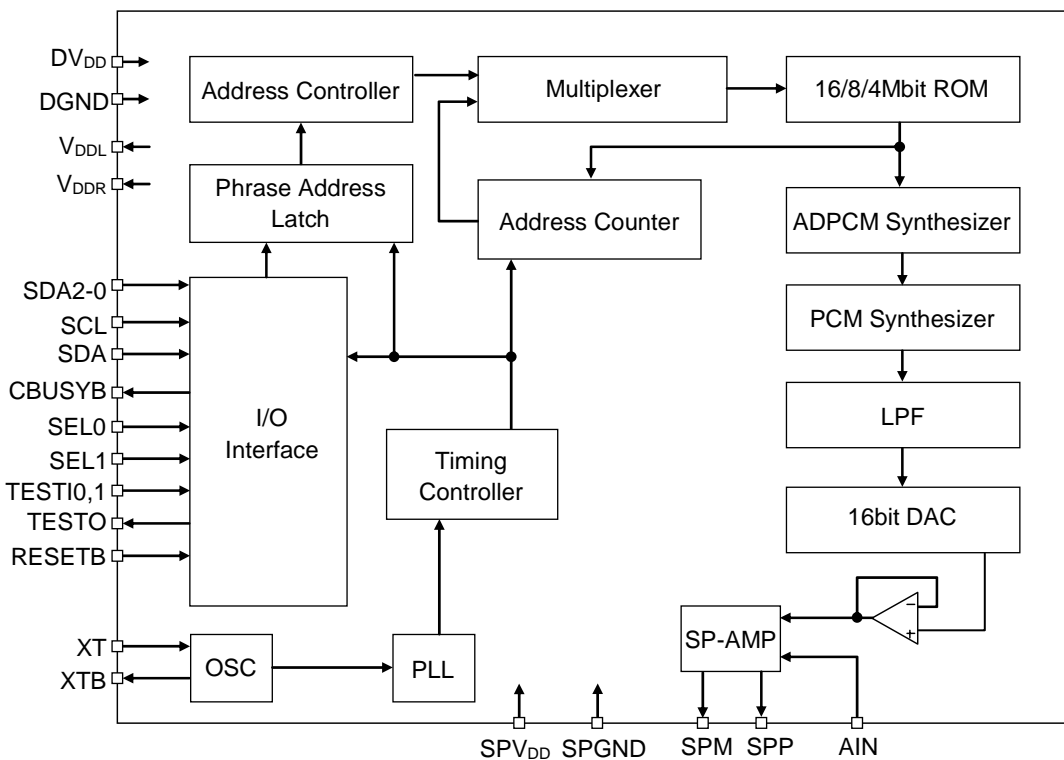 DVDD
DGND
VDDL
VDDR
SDA2-0
SCL
SDA
CBUSYB
SEL0
SEL1
TESTI0,1
TESTO
RESETB
XT
XTB
Address Controller
Phrase Address
Latch
I/O
Interface
OSC
PLL
Timing
Controller
Multiplexer
Address Counter
16/8/4Mbit ROM
ADPCM Synthesizer
PCM Synthesizer
LPF
16bit DAC
−
+
SP-AMP
SPVDD
SPGND
SPM
SPP
AIN